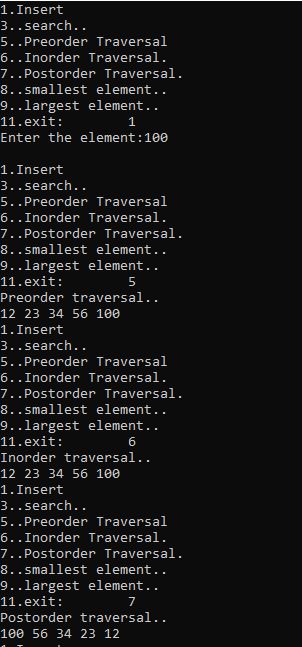 1.Insert
3..search..
5..Preorder Traversal
6..Inorder Traversal.
7..Postorder Traversal.
8..smallest element..
9..largest element..
11.exit:        1
Enter the element:100

1.Insert
3..search..
5..Preorder Traversal
6..Inorder Traversal.
7..Postorder Traversal.
8..smallest element..
9..largest element..
11.exit:        5
Preorder traversal..
12 23 34 56 100
1.Insert
3..search..
5..Preorder Traversal
6..Inorder Traversal.
7..Postorder Traversal.
8..smallest element..
9..largest element..
11.exit:        6
Inorder traversal..
12 23 34 56 100
1.Insert
3..search..
5..Preorder Traversal
6..Inorder Traversal.
7..Postorder Traversal.
8..smallest element..
9..largest element..
11.exit:        7
Postorder traversal..
100 56 34 23 12